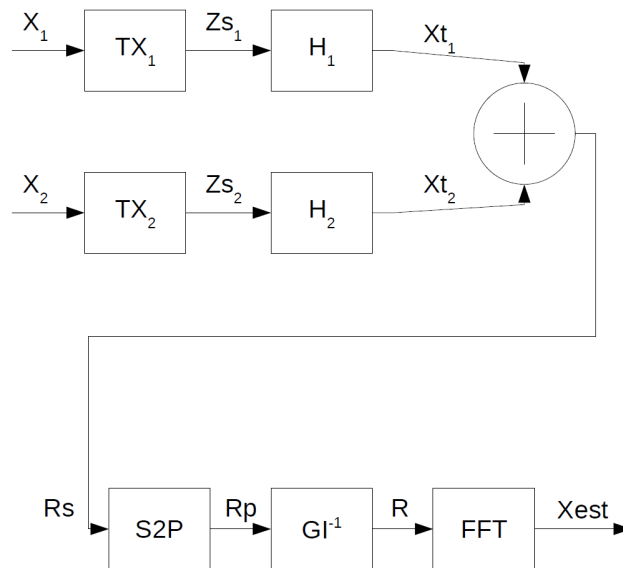 X₁ TX₁ Zs₁ H₁ Xt₁
X₂ TX₂ Zs₂ H₂ Xt₂
Rs S2P Rp GI⁻¹ R FFT Xest